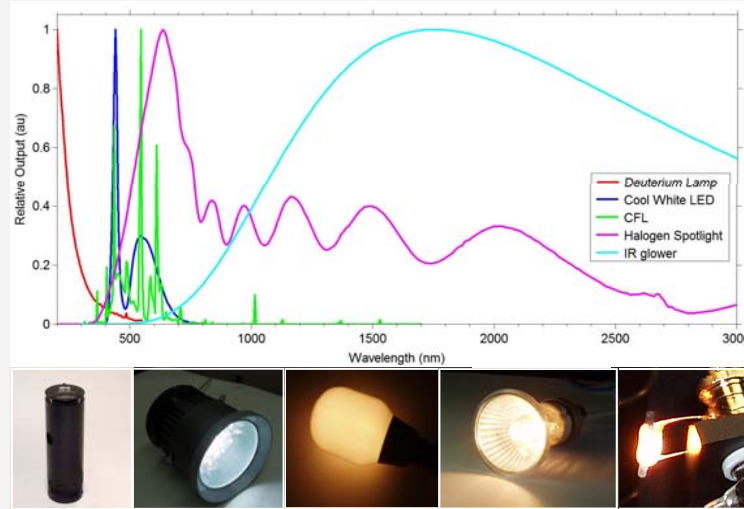 1
0.8
0.6
0.4
0.2
0
Relative Output (au)
500
1000
1500
2000
2500
3000
Wavelength (nm)
Deuterium Lamp
Cool White LED
CFL
Halogen Spotlight
IR glower